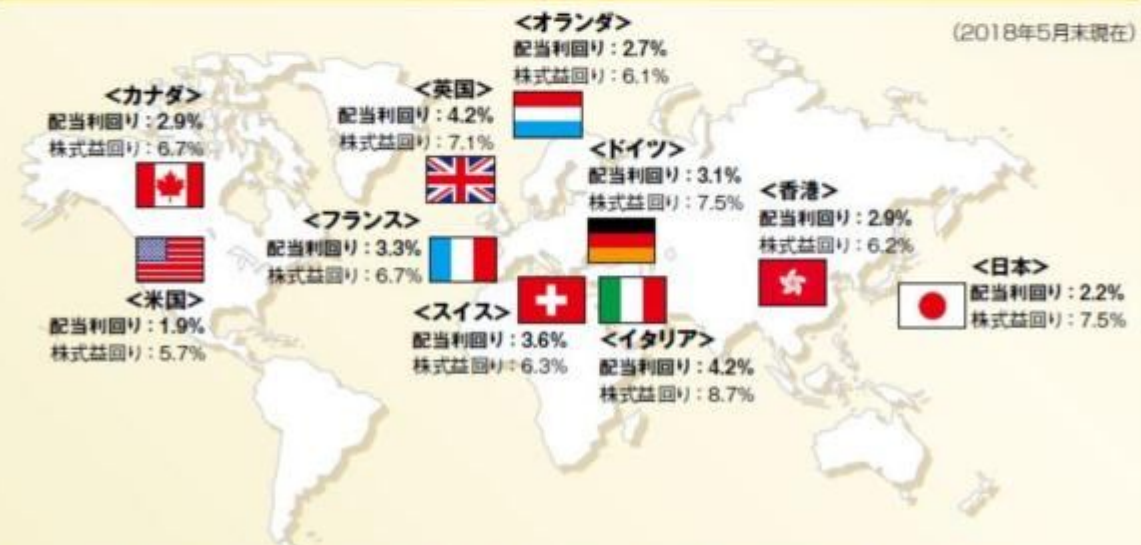 (2018年5月末現在)
<オランダ>
配当利回り：2.7%
株式益回り：6.1%
<カナダ>
配当利回り：2.9%
株式益回り：6.7%
<英国>
配当利回り：4.2%
株式益回り：7.1%
<ドイツ>
配当利回り：3.1%
株式益回り：7.5%
<香港>
配当利回り：2.9%
株式益回り：6.2%
<フランス>
配当利回り：3.3%
株式益回り：6.7%
<日本>
配当利回り：2.2%
株式益回り：7.5%
<米国>
配当利回り：1.9%
株式益回り：5.7%
<スイス>
配当利回り：3.6%
株式益回り：6.3%
<イタリア>
配当利回り：4.2%
株式益回り：8.7%